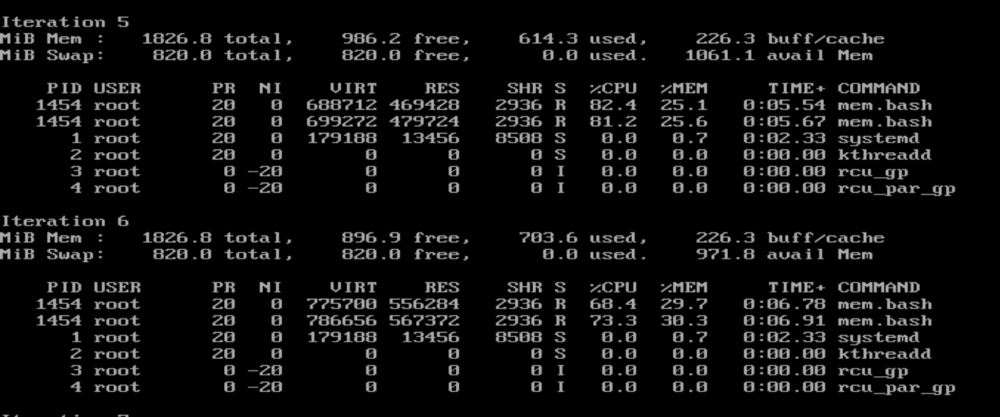 Iteration 5
MiB Mem :   1826.8 total,    986.2 free,    614.3 used,    226.3 buff/cache
MiB Swap:    820.0 total,    820.0 free,      0.0 used.   1061.1 avail Mem
PID USER      PR  NI    VIRT    RES    SHR S  %CPU  %MEM     TIME+ COMMAND
1454 root      20   0  688712 469428   2936 R  82.4  25.1   0:05.54 mem.bash
1454 root      20   0  699272 479724   2936 R  81.2  25.6   0:05.67 mem.bash
1 root      20   0  179188  13456   8508 S   0.0   0.7   0:02.33 systemd
2 root      20   0       0      0      0 S   0.0   0.0   0:00.00 kthreadd
3 root       0 -20       0      0      0 I   0.0   0.0   0:00.00 rcu_gp
4 root       0 -20       0      0      0 I   0.0   0.0   0:00.00 rcu_par_gp
Iteration 6
MiB Mem :   1826.8 total,    896.9 free,    703.6 used,    226.3 buff/cache
MiB Swap:    820.0 total,    820.0 free,      0.0 used.    971.8 avail Mem
PID USER      PR  NI    VIRT    RES    SHR S  %CPU  %MEM     TIME+ COMMAND
1454 root      20   0  775700 556284   2936 R  68.4  29.7   0:06.78 mem.bash
1454 root      20   0  786656 567372   2936 R  73.3  30.3   0:06.91 mem.bash
1 root      20   0  179188  13456   8508 S   0.0   0.7   0:02.33 systemd
2 root      20   0       0      0      0 S   0.0   0.0   0:00.00 kthreadd
3 root       0 -20       0      0      0 I   0.0   0.0   0:00.00 rcu_gp
4 root       0 -20       0      0      0 I   0.0   0.0   0:00.00 rcu_par_gp